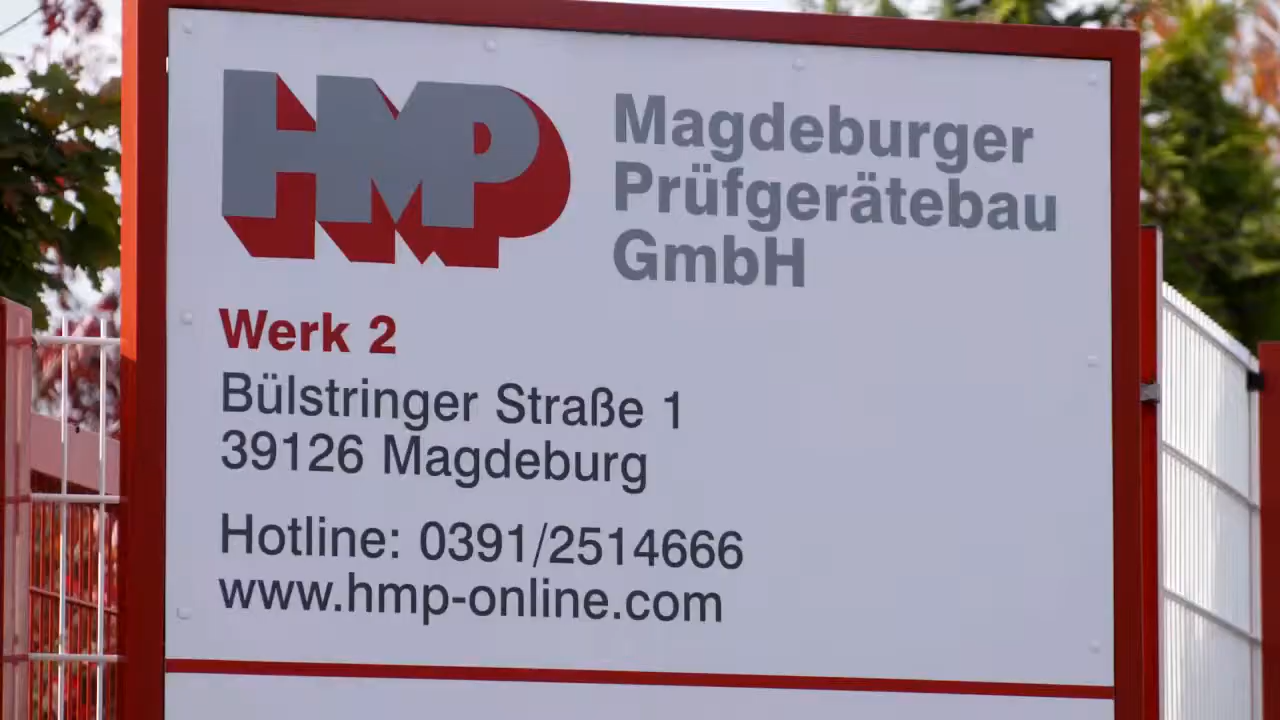 HMP
Magdeburger
Prüfgerätebau
GmbH
Werk 2
Bülstringer Straße 1
39126 Magdeburg
Hotline: 0391/2514666
www.hmp-online.com